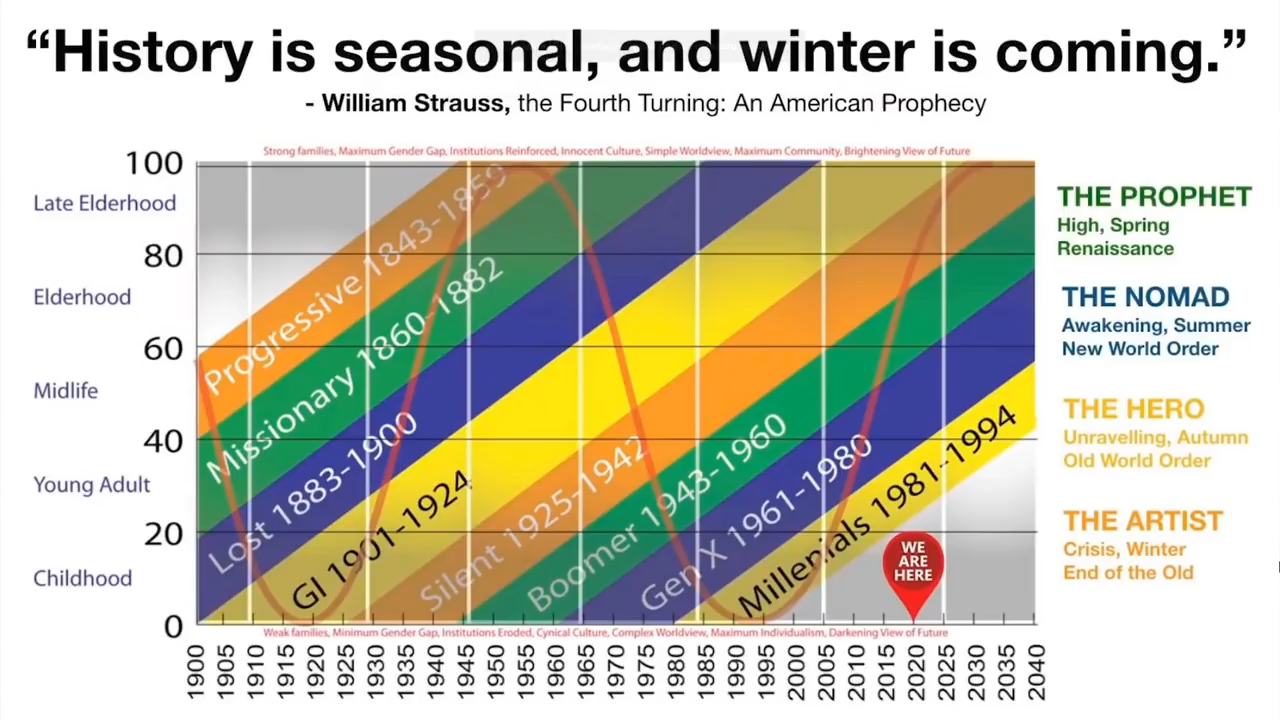 “History is seasonal, and winter is coming.”
- William Strauss, the Fourth Turning: An American Prophecy
Strong families, Maximum Gender Gap, Institutions Reinforced, Innocent Culture, Simple Worldview, Maximum Community, Brightening View of Future
100
Late Elderhood
80
Elderhood
60
Midlife
40
Young Adult
20
Childhood
0
Progressive 1843-1859
Missionary 1860-1882
Lost 1883-1900
GI 1901-1924
Silent 1925-1942
Boomer 1943-1960
Gen X 1961-1980
Millenials 1981-1994
WE
ARE
HERE
Weak families, Minimum Gender Gap, Institutions Eroded, Cynical Culture, Complex Worldview, Maximum Individualism, Darkening View of Future
1900 1905 1910 1915 1920 1925 1930 1935 1940 1945 1950 1955 1960 1965 1970 1975 1980 1985 1990 1995 2000 2005 2010 2015 2020 2025 2030 2035 2040
THE PROPHET
High, Spring
Renaissance
THE NOMAD
Awakening, Summer
New World Order
THE HERO
Unravelling, Autumn
Old World Order
THE ARTIST
Crisis, Winter
End of the Old